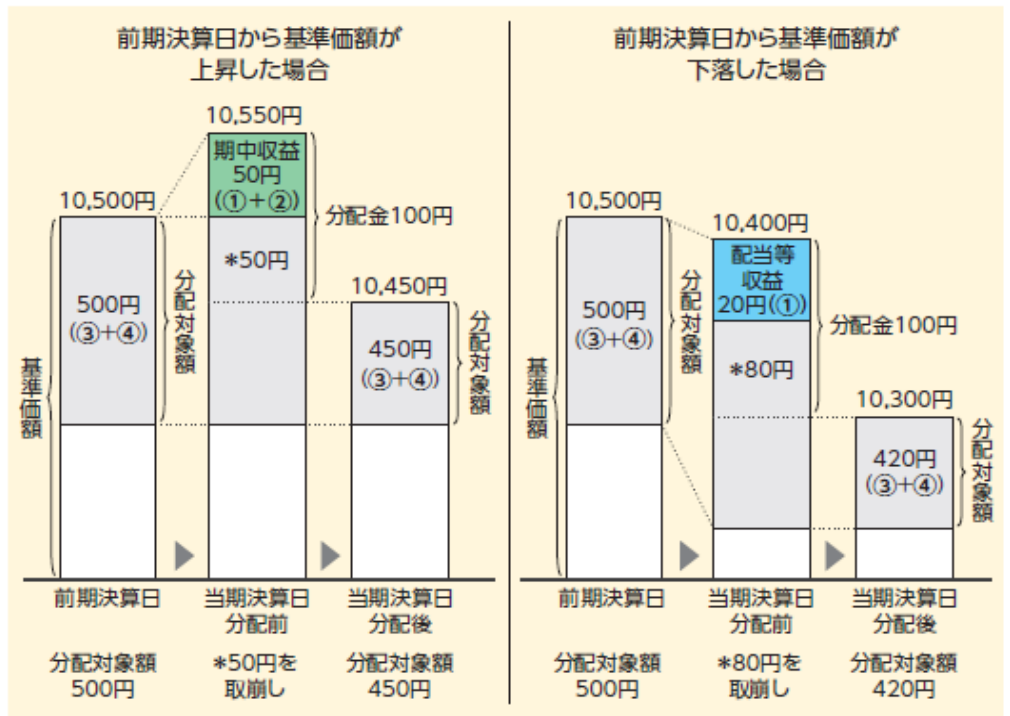 前期決算日から基準価額が
上昇した場合
10,550円
期中収益
50円
(①+②)
10,500円
分配金100円
*50円
10,450円
500円
(③+④)
分配対象額
450円
(③+④)
分配対象額
基準価額
前期決算日
当期決算日
分配前
当期決算日
分配後
分配対象額
500円
*50円を
取崩し
分配対象額
450円
前期決算日から基準価額が
下落した場合
10,500円
10,400円
配当等
収益
20円(①)
500円
(③+④)
分配対象額
分配金100円
*80円
10,300円
420円
(③+④)
分配対象額
基準価額
前期決算日
当期決算日
分配前
当期決算日
分配後
分配対象額
500円
*80円を
取崩し
分配対象額
420円